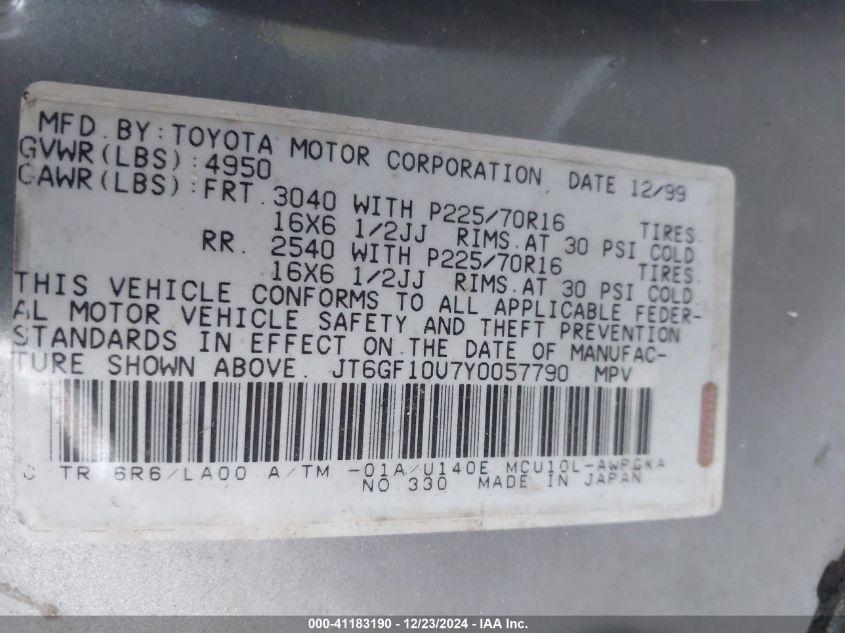 MFD. BY: TOYOTA MOTOR CORPORATION DATE 12/99
GVWR(LBS): 4950
GAWR(LBS): FRT. 3040 WITH P225/70R16 TIRES.
16X6 1/2JJ RIMS. AT 30 PSI COLD
RR. 2540 WITH P225/70R16 TIRES.
16X6 1/2JJ RIMS. AT 30 PSI COLD
THIS VEHICLE CONFORMS TO ALL APPLICABLE FEDER-
AL MOTOR VEHICLE SAFETY AND THEFT PREVENTION
STANDARDS IN EFFECT ON THE DATE OF MANUFAC-
TURE SHOWN ABOVE. JT6GF10U7Y0057790 MPV
TR 6R6/LA00 A/TM -01A/U140E MCU10L-AWPGKA
NO.330 MADE IN JAPAN
000-41183190 - 12/23/2024 - IAA Inc.